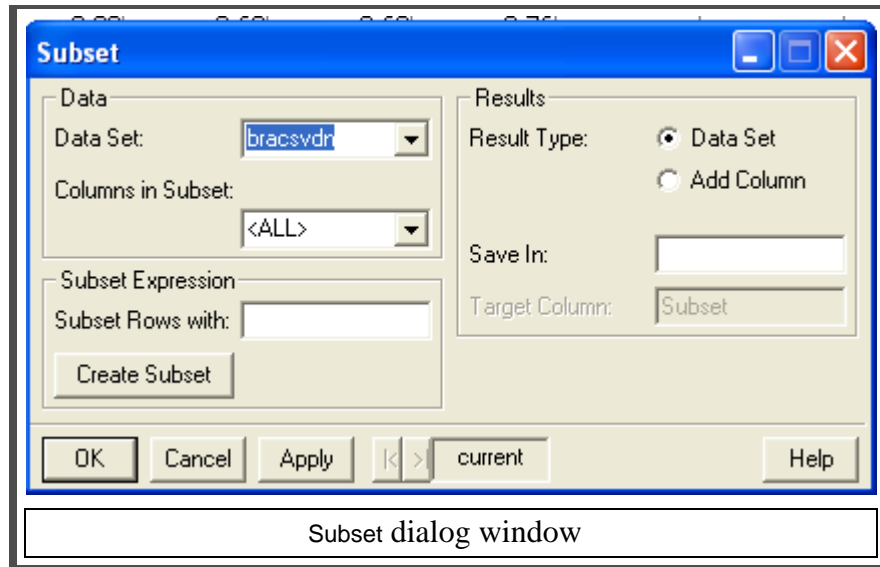 Subset
Data
Data Set: bracsvdn
Columns in Subset:
<ALL>
Subset Expression
Subset Rows with:
Create Subset
Results
Result Type: Data Set
Add Column
Save In:
Target Column: Subset
OK Cancel Apply |< >| current Help
Subset dialog window